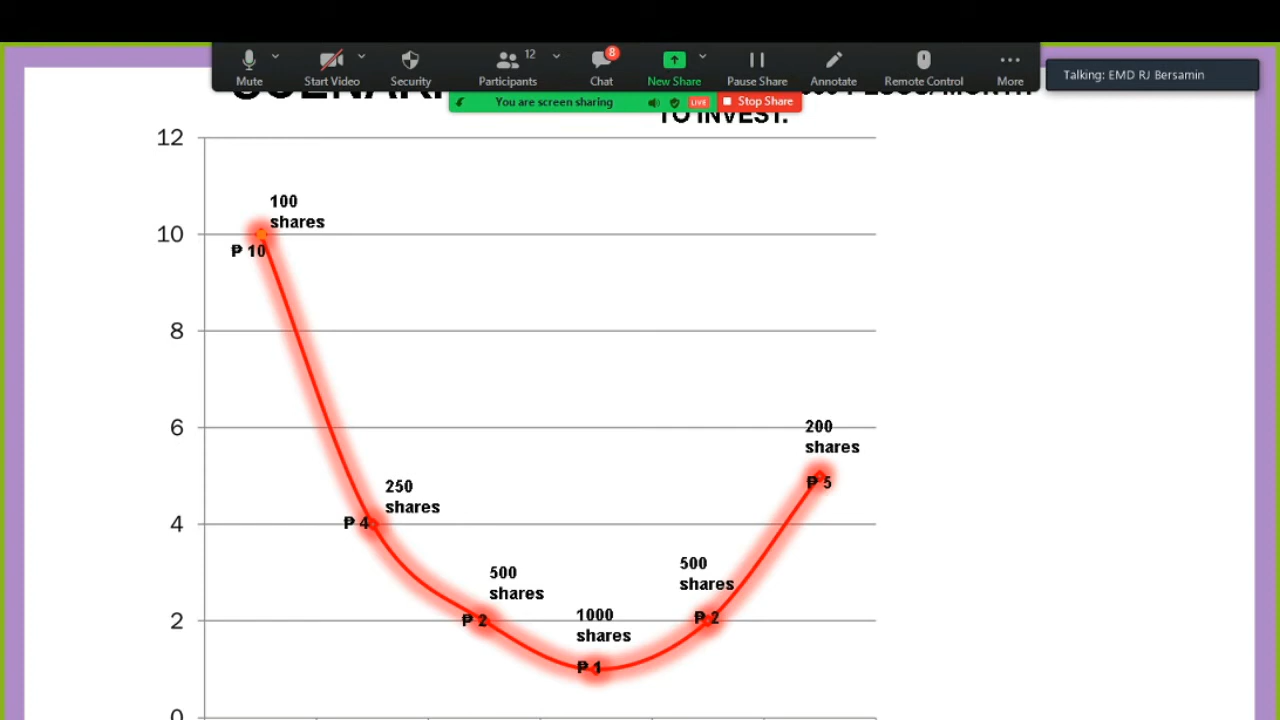 12
8
Talking: EMD RJ Bersamin
Mute
Start Video
Security
Participants
Chat
New Share
Pause Share
Annotate
Remote Control
More
You are screen sharing
LIVE
Stop Share
TO INVEST.
12
10
8
6
4
2
0
100
shares
₱ 10
250
shares
₱ 4
500
shares
₱ 2
1000
shares
₱ 1
500
shares
₱ 2
200
shares
₱ 5